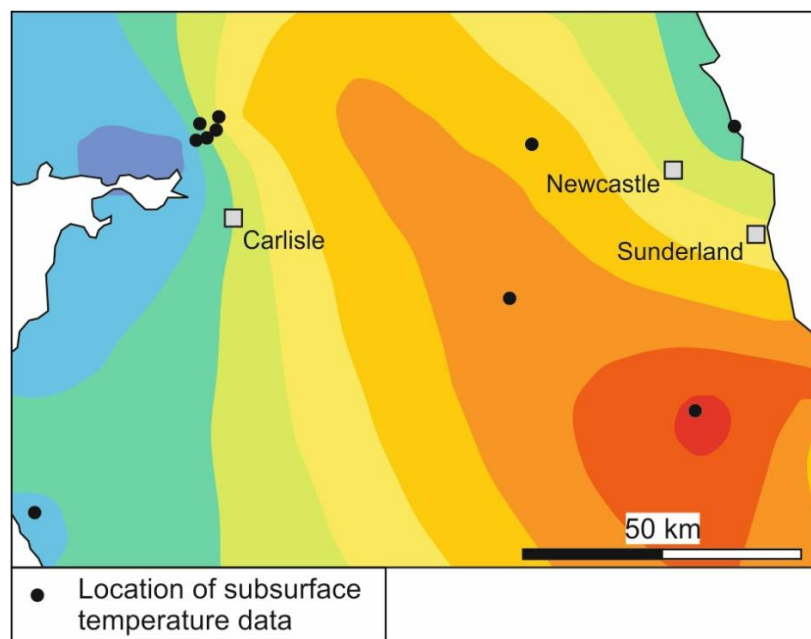 Newcastle
Carlisle
Sunderland
50 km
Location of subsurface
temperature data